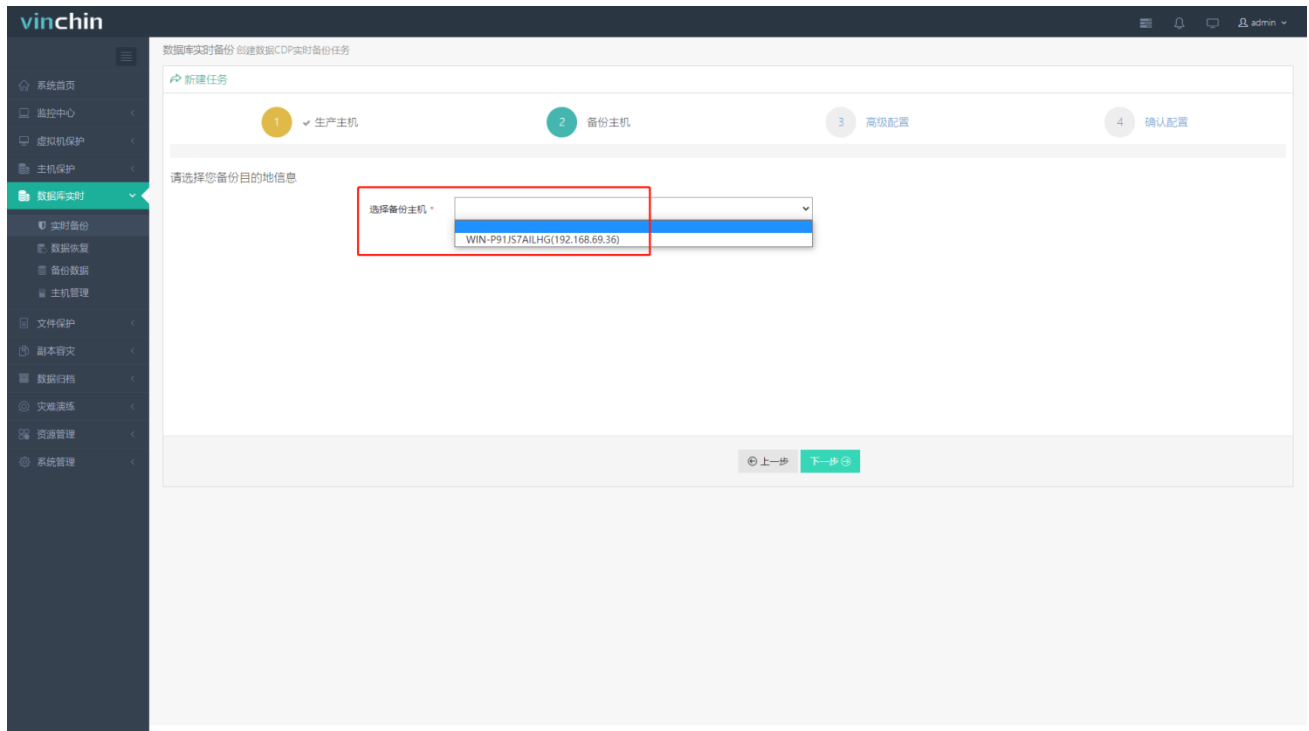 vinchin
admin
数据库实时备份 创建数据CDP实时备份任务
新建任务
1 生产主机
2 备份主机
3 高级配置
4 确认配置
请选择您备份目的地信息
选择备份主机 *
WIN-P91JS7AILHG(192.168.69.36)
上一步
下一步
系统首页
监控中心
虚拟机保护
主机保护
数据库实时
实时备份
数据恢复
备份数据
主机管理
文件保护
副本容灾
数据归档
灾难演练
资源管理
系统管理